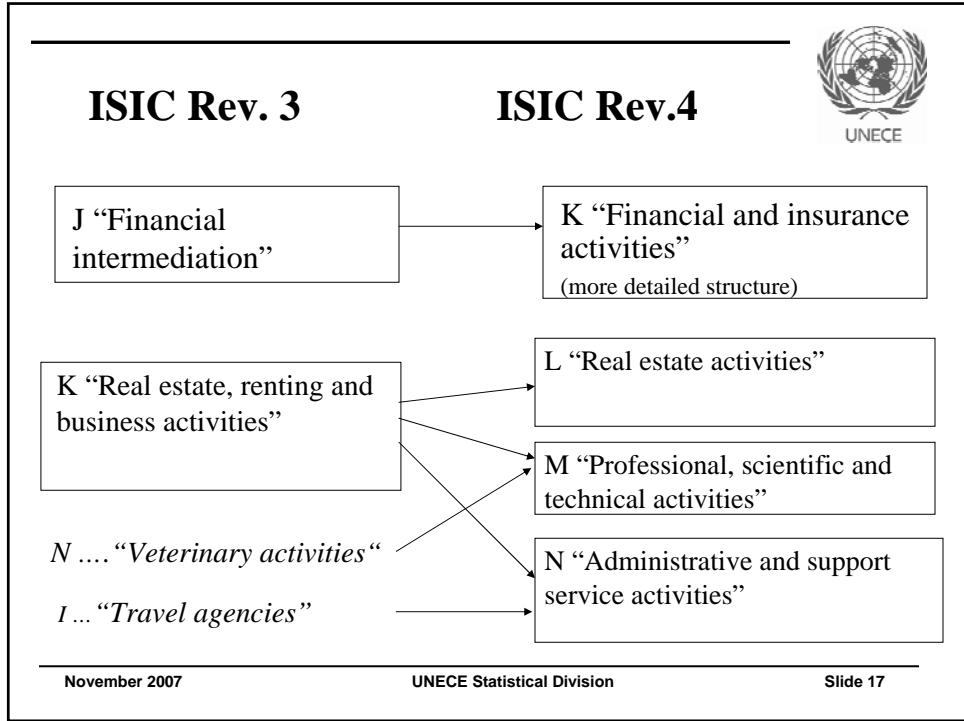 ISIC Rev. 3
ISIC Rev.4
UNECE
J “Financial
intermediation”
K “Financial and insurance
activities”
(more detailed structure)
K “Real estate, renting and
business activities”
L “Real estate activities”
M “Professional, scientific and
technical activities”
N ….“Veterinary activities“
I …“Travel agencies”
N “Administrative and support
service activities”
November 2007
UNECE Statistical Division
Slide 17